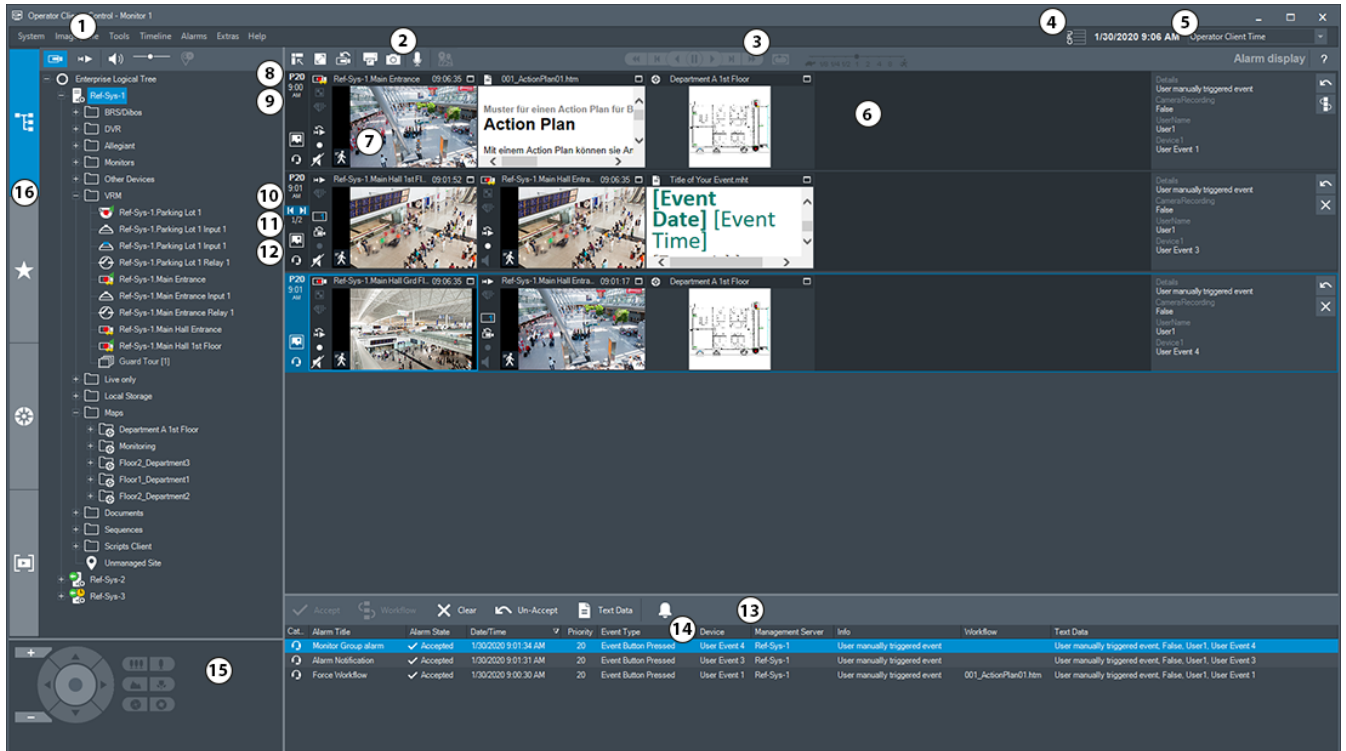 Operator Clie
Control - Monitor 1
1
2
3
4
5
System Imag ne Tools Timeline Alarms Extras Help
1/30/2020 9:06 AM Operator Client Time
Alarm display ?
Enterprise Logical Tree
Ref-Sys-1
BRS/Dibos
DVR
Allegiant
Monitors
Other Devices
VRM
Ref-Sys-1.Parking Lot 1
Ref-Sys-1.Parking Lot 1 Input 1
Ref-Sys-1.Parking Lot 1 Input 1
Ref-Sys-1.Parking Lot 1 Relay 1
Ref-Sys-1.Main Entrance
Ref-Sys-1.Main Entrance Input 1
Ref-Sys-1.Main Entrance Relay 1
Ref-Sys-1.Main Hall Entrance
Ref-Sys-1.Main Hall 1st Floor
Guard Tour [1]
Live only
Local Storage
Maps
Department A 1st Floor
Monitoring
Floor2_Department3
Floor1_Department1
Floor2_Department2
Documents
Sequences
Scripts Client
Unmanaged Site
Ref-Sys-2
Ref-Sys-3
16
15
8
9
10
11
12
P20
9:00
AM
Ref-Sys-1.Main Entrance 09:06:35
001_ActionPlan01.htm
Department A 1st Floor
7
Muster für einen Action Plan für B
Action Plan
Mit einem Action Plan können sie Ar
6
Details
User manually triggered event
CameraRecording
False
UserName
User1
Device1
User Event 1
P20
9:01
AM
1/2
Ref-Sys-1.Main Hall 1st Fl.. 09:01:52
Ref-Sys-1.Main Hall Entra.. 09:06:35
Title of Your Event.mht
[Event
Date] [Event
Time]
Details
User manually triggered event
CameraRecording
False
UserName
User1
Device1
User Event 3
P20
9:01
AM
Ref-Sys-1.Main Hall Grd Fl.. 09:06:35
Ref-Sys-1.Main Hall Entra.. 09:01:17
Department A 1st Floor
Details
User manually triggered event
CameraRecording
False
UserName
User1
Device1
User Event 4
Accept Workflow Clear Un-Accept Text Data
13
14
Cat.. Alarm Title Alarm State Date/Time Priority Event Type Device Management Server Info Workflow Text Data
Monitor Group alarm Accepted 1/30/2020 9:01:34 AM 20 Event Button Pressed User Event 4 Ref-Sys-1 User manually triggered event User manually triggered event, False, User1, User Event 4
Alarm Notification Accepted 1/30/2020 9:01:31 AM 20 Event Button Pressed User Event 3 Ref-Sys-1 User manually triggered event User manually triggered event, False, User1, User Event 3
Force Workflow Accepted 1/30/2020 9:00:30 AM 20 Event Button Pressed User Event 1 Ref-Sys-1 User manually triggered event 001_ActionPlan01.htm User manually triggered event, False, User1, User Event 1